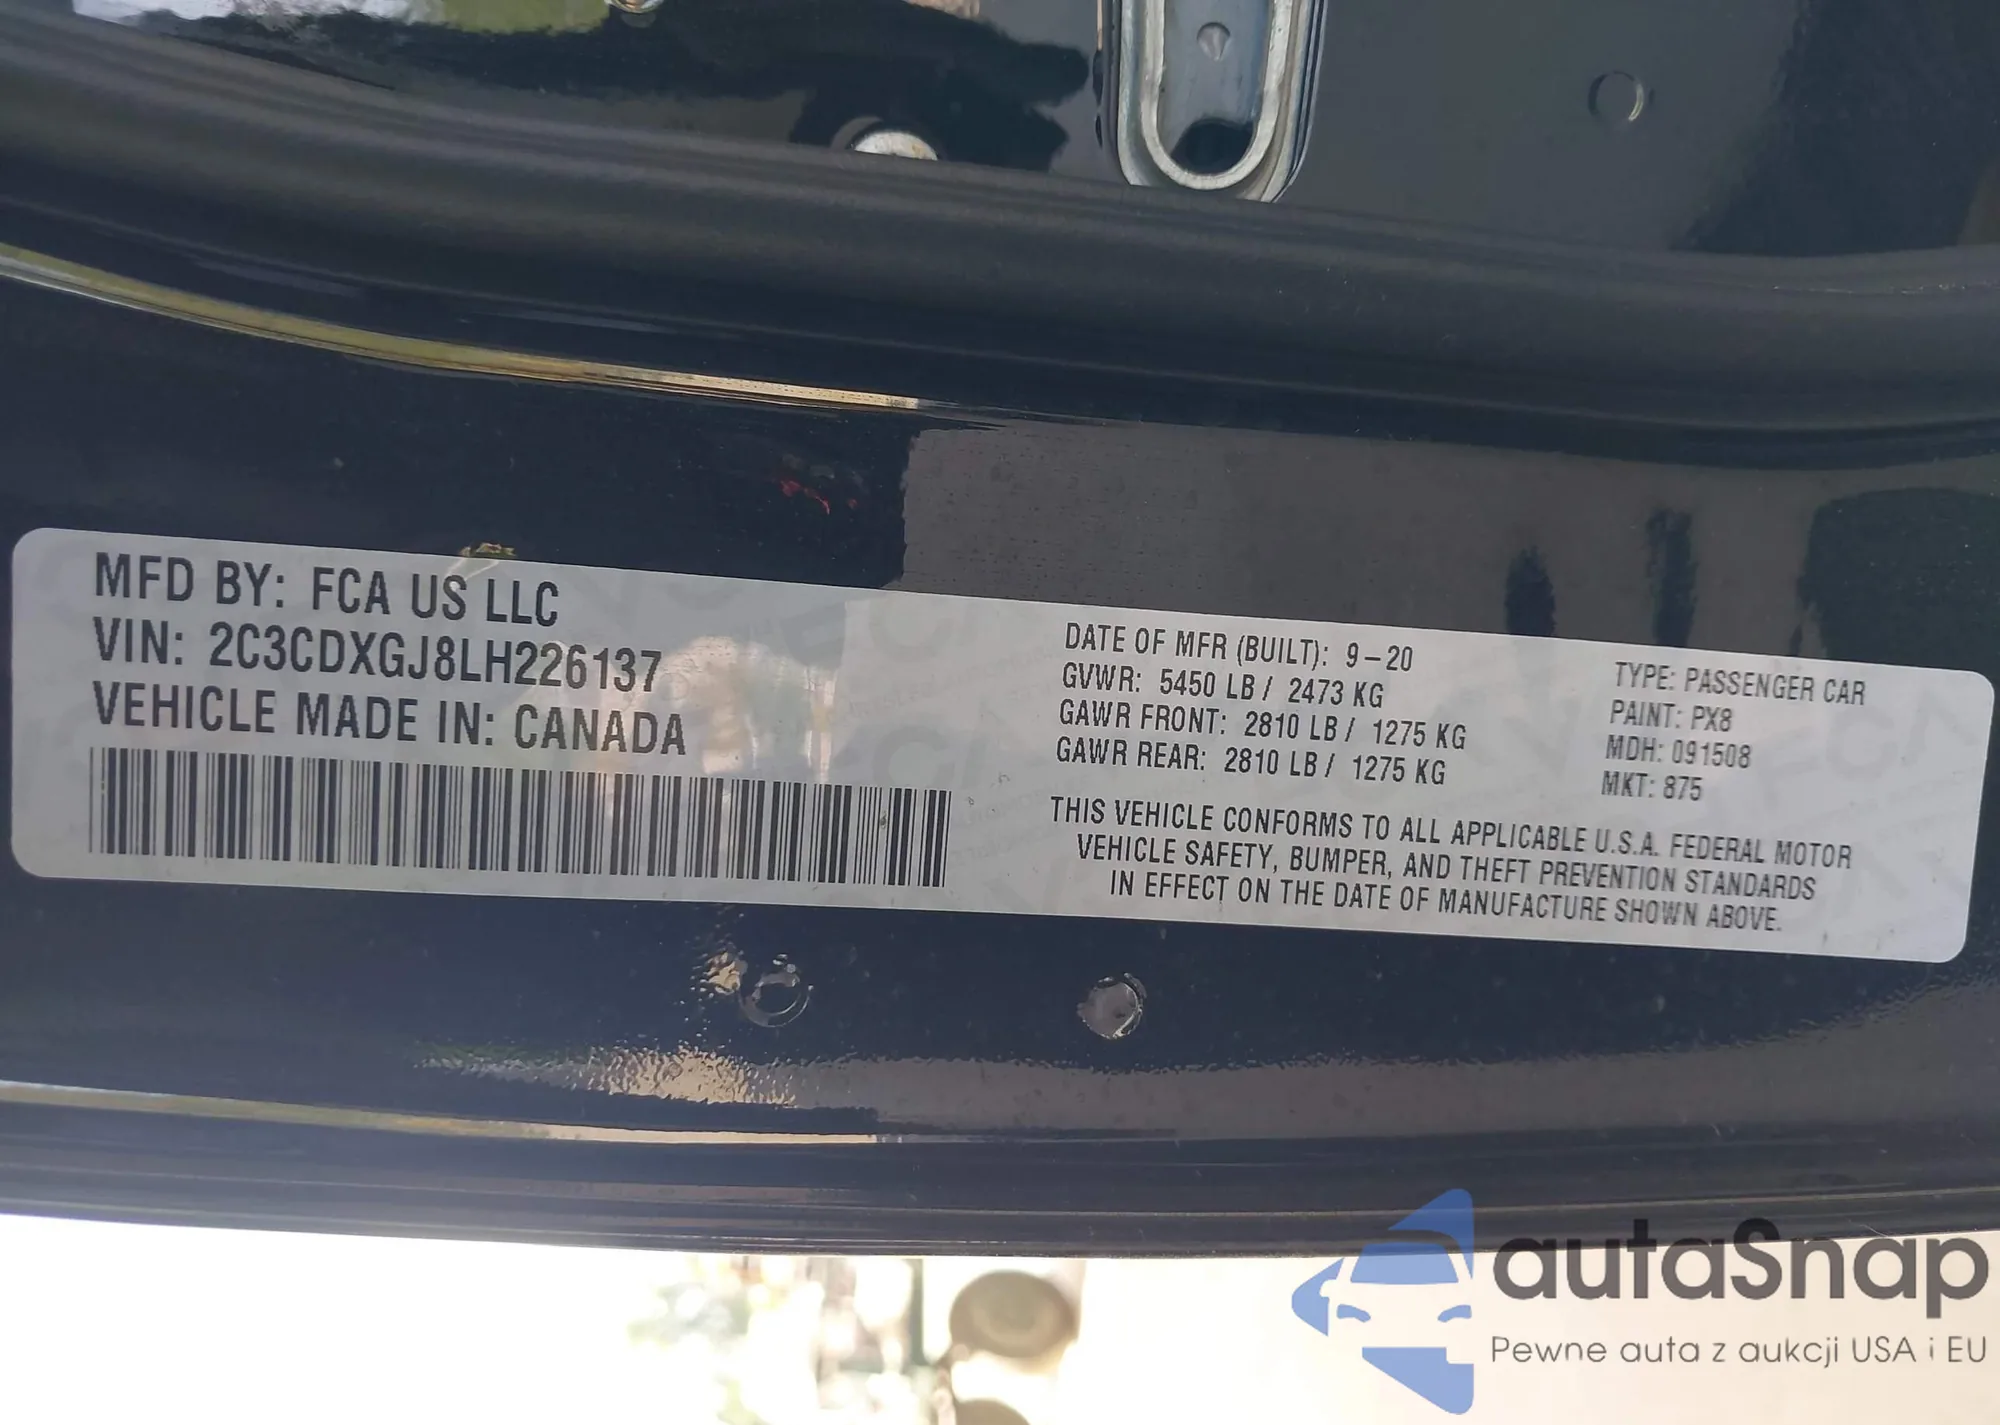 MFD BY: FCA US LLC
VIN: 2C3CDXGJ8LH226137
VEHICLE MADE IN: CANADA
DATE OF MFR (BUILT): 9-20
GVWR: 5450 LB / 2473 KG
GAWR FRONT: 2810 LB / 1275 KG
GAWR REAR: 2810 LB / 1275 KG
TYPE: PASSENGER CAR
PAINT: PX8
MDH: 091508
MKT: 875
THIS VEHICLE CONFORMS TO ALL APPLICABLE U.S.A. FEDERAL MOTOR
VEHICLE SAFETY, BUMPER, AND THEFT PREVENTION STANDARDS
IN EFFECT ON THE DATE OF MANUFACTURE SHOWN ABOVE.
autaSnap
Pewne auta z aukcji USA i EU